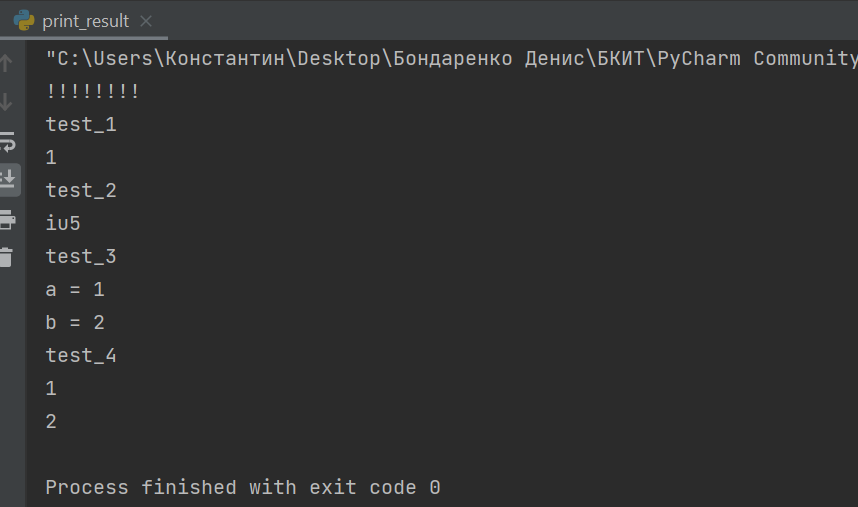 print_result
"C:\Users\Константин\Desktop\Бондаренко Денис\БКИТ\PyCharm Community
!!!!!!!!
test_1
1
test_2
iu5
test_3
a = 1
b = 2
test_4
1
2
Process finished with exit code 0